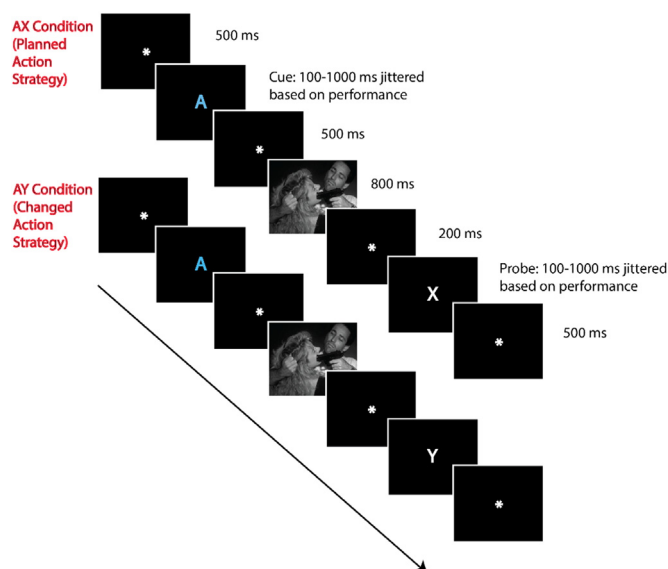 AX Condition
(Planned
Action
Strategy)
*
500 ms
A
Cue: 100-1000 ms jittered
based on performance
*
500 ms
800 ms
*
200 ms
X
Probe: 100-1000 ms jittered
based on performance
*
500 ms
AY Condition
(Changed
Action
Strategy)
*
A
*
*
Y
*